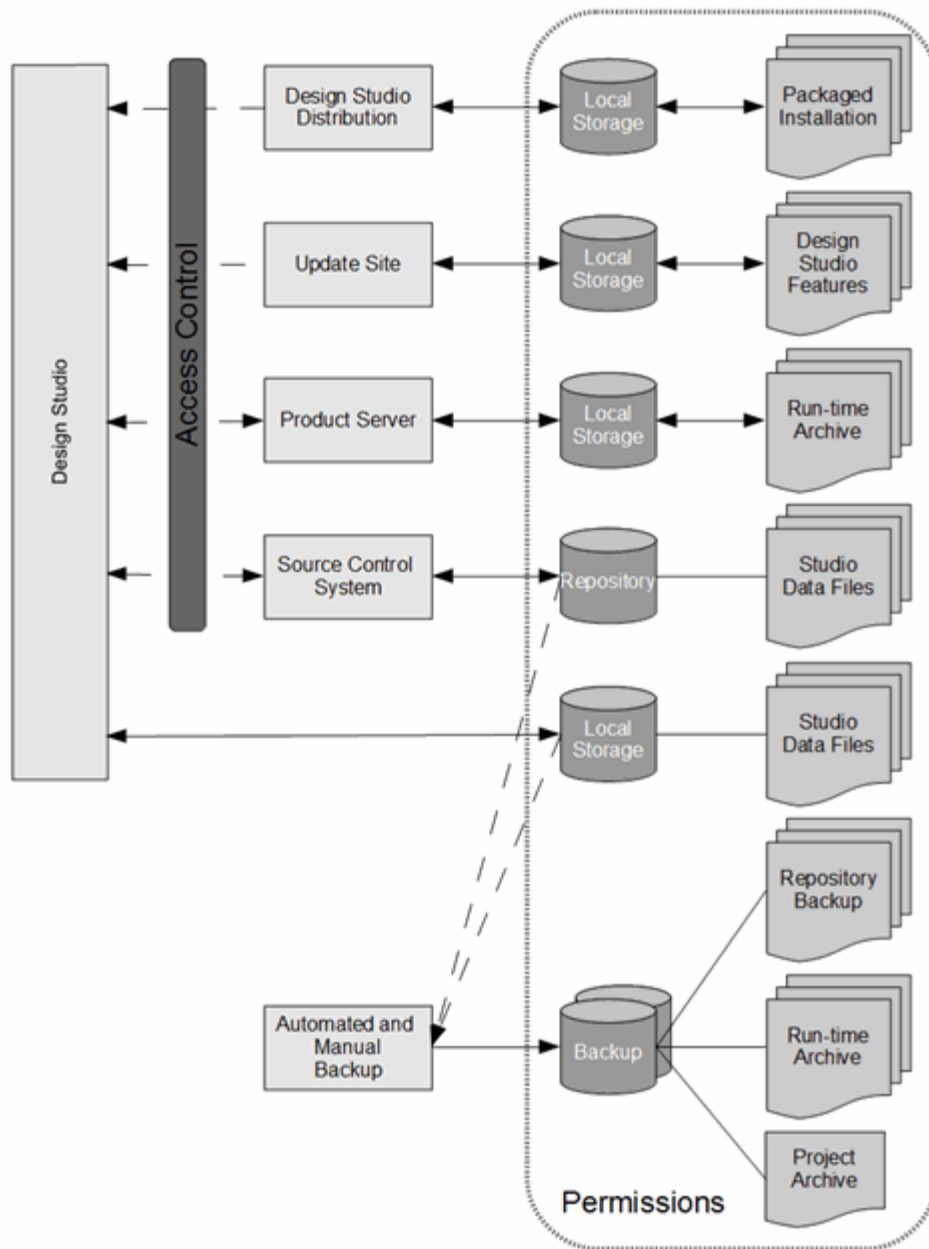 Design Studio
Access Control
Design Studio
Distribution
Local
Storage
Packaged
Installation
Update Site
Local
Storage
Design
Studio
Features
Product Server
Local
Storage
Run-time
Archive
Source Control
System
Repository
Studio
Data Files
Local
Storage
Studio
Data Files
Repository
Backup
Automated and
Manual
Backup
Backup
Run-time
Archive
Project
Archive
Permissions